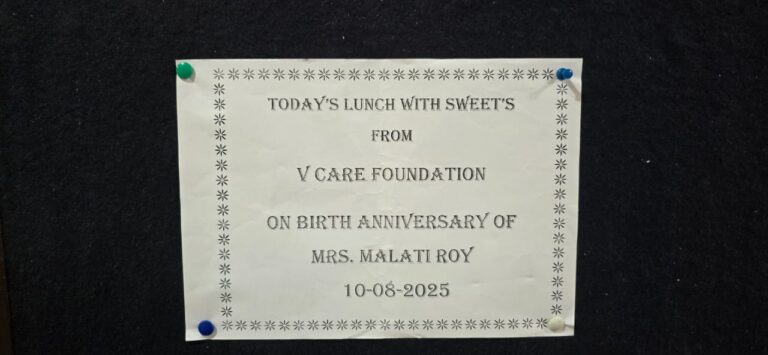 TODAY'S LUNCH WITH SWEET'S
FROM
V CARE FOUNDATION
ON BIRTH ANNIVERSARY OF
MRS. MALATI ROY
10-08-2025